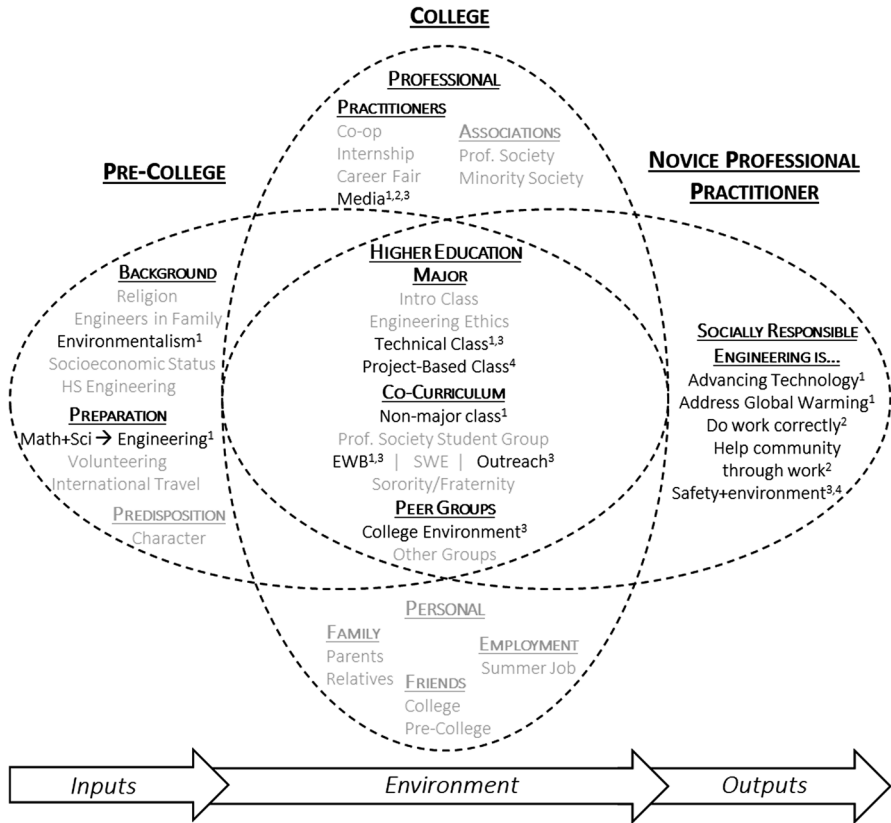 COLLEGE
PROFESSIONAL
PRACTITIONERS
Co-op
Internship
Career Fair
Media1,2,3
ASSOCIATIONS
Prof. Society
Minority Society
PRE-COLLEGE
NOVICE PROFESSIONAL
PRACTITIONER
BACKGROUND
Religion
Engineers in Family
Environmentalism1
Socioeconomic Status
HS Engineering
PREPARATION
Math+Sci → Engineering1
Volunteering
International Travel
PREDISPOSITION
Character
HIGHER EDUCATION
MAJOR
Intro Class
Engineering Ethics
Technical Class1,3
Project-Based Class4
CO-CURRICULUM
Non-major class1
Prof. Society Student Group
EWB1,3 | SWE | Outreach3
Sorority/Fraternity
PEER GROUPS
College Environment3
Other Groups
SOCIALLY RESPONSIBLE
ENGINEERING IS...
Advancing Technology1
Address Global Warming1
Do work correctly2
Help community
through work2
Safety+environment3,4
PERSONAL
FAMILY
Parents
Relatives
FRIENDS
College
Pre-College
EMPLOYMENT
Summer Job
Inputs
Environment
Outputs